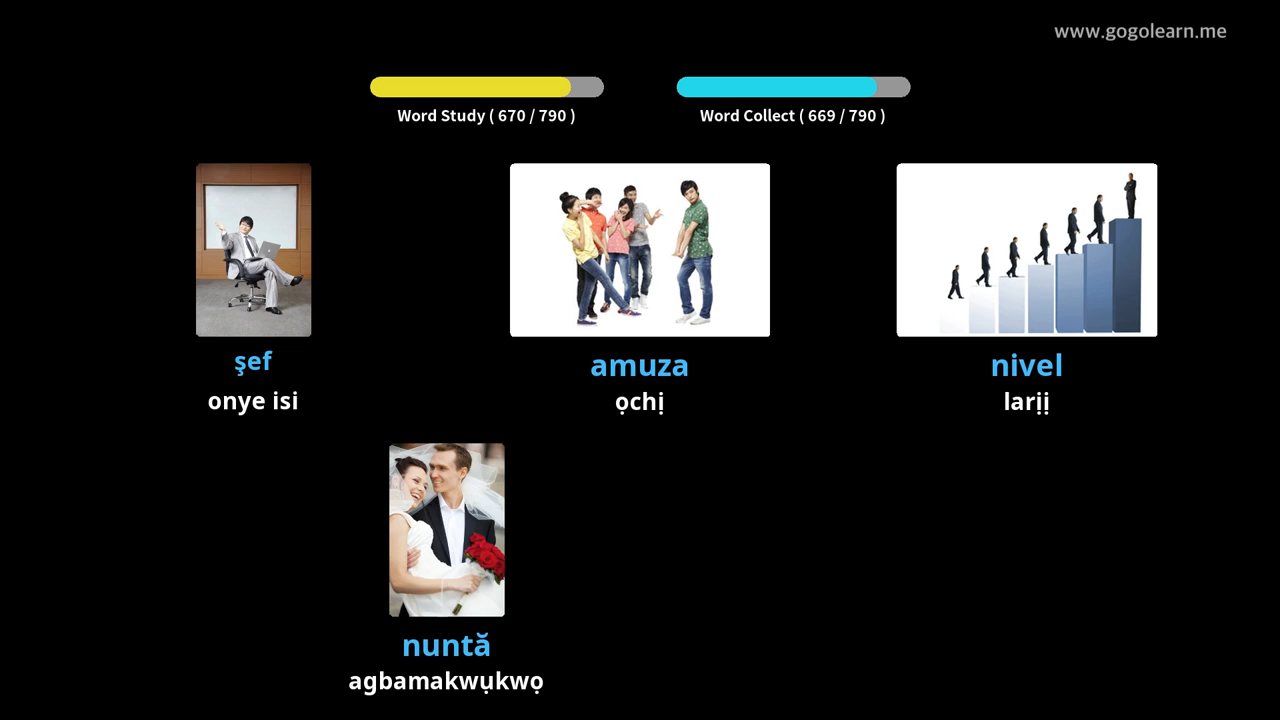 www.gogolearn.me
Word Study ( 670 / 790 )
Word Collect ( 669 / 790 )
şef
onye isi
amuza
ọchị
nivel
larịị
nuntă
agbamakwụkwọ